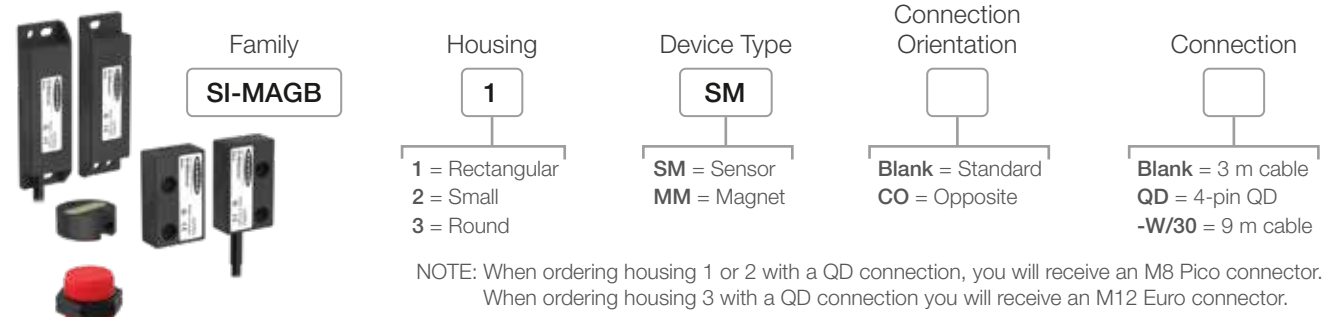 Family
SI-MAGB
Housing
1
1 = Rectangular
2 = Small
3 = Round
Device Type
SM
SM = Sensor
MM = Magnet
Connection
Orientation
Blank = Standard
CO = Opposite
Connection
Blank = 3 m cable
QD = 4-pin QD
-W/30 = 9 m cable
NOTE: When ordering housing 1 or 2 with a QD connection, you will receive an M8 Pico connector.
When ordering housing 3 with a QD connection you will receive an M12 Euro connector.